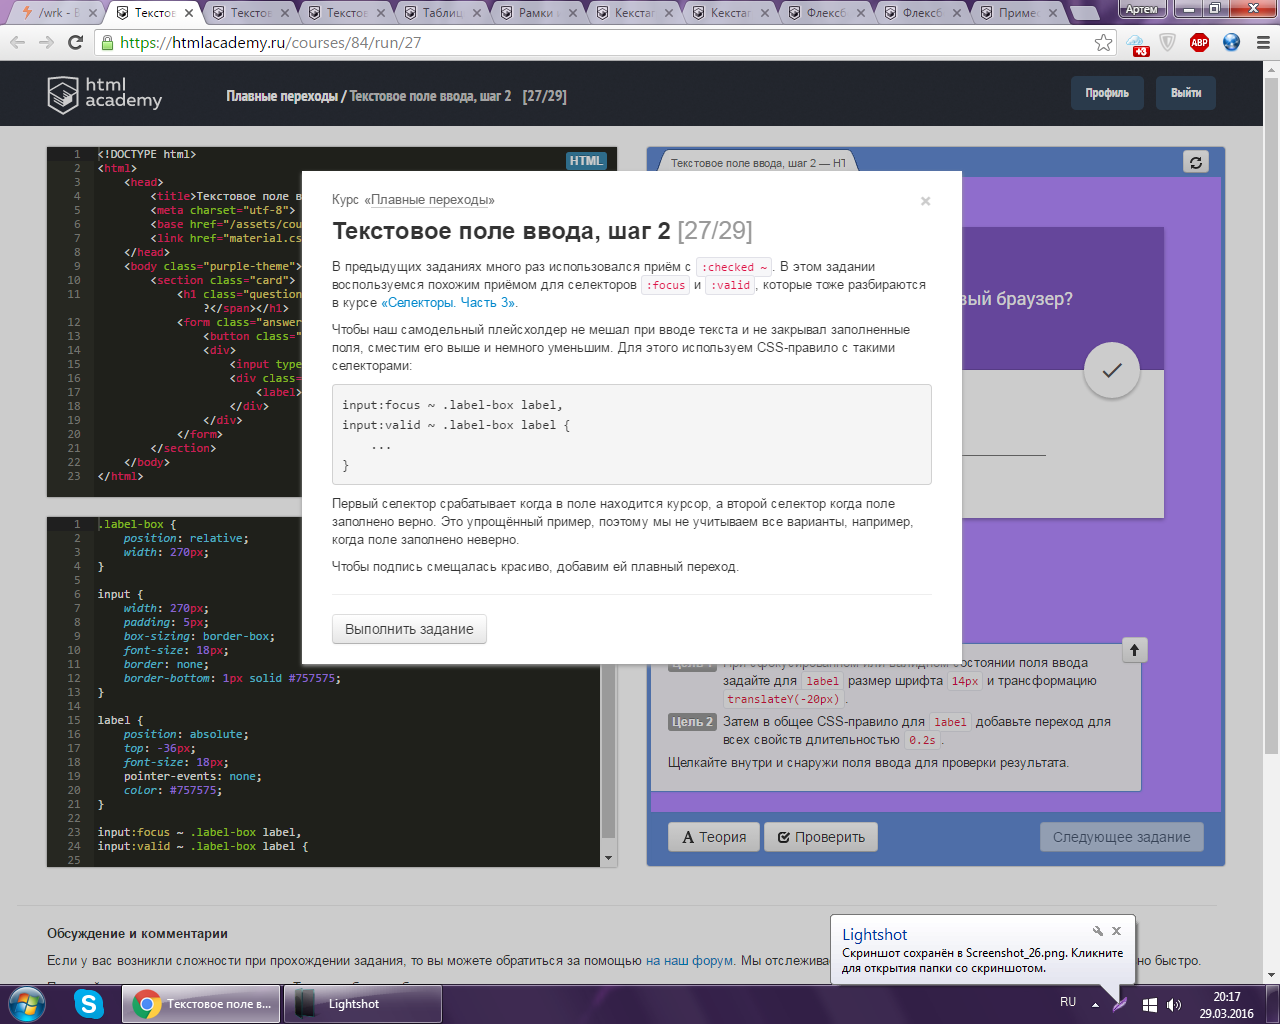 /wrk - В
Текстов
Текстов
Текстов
Таблиц
Рамки
Кекста
Кекста
Флексб
Флексб
Приме
Артем
https://htmlacademy.ru/courses/84/run/27
+3
ABP
html
academy
Плавные переходы / Текстовое поле ввода, шаг 2 [27/29]
Профиль
Выйти
1 <!DOCTYPE html>
HTML
2 <html>
3 <head>
4 <title>Текстовое поле в
5 <meta charset="utf-8">
6 <base href="/assets/cou
7 <link href="material.cs
8 </head>
9 <body class="purple-theme">
10 <section class="card">
11 <h1 class="question
?</span></h1>
12 <form class="answer
13 <button class="
14 <div>
15 <input type
16 <div class=
17 <label>
18 </div>
19 </div>
20 </form>
21 </section>
22 </body>
23 </html>
1 .label-box {
2 position: relative;
3 width: 270px;
4 }
5
6 input {
7 width: 270px;
8 padding: 5px;
9 box-sizing: border-box;
10 font-size: 18px;
11 border: none;
12 border-bottom: 1px solid #757575;
13 }
14
15 label {
16 position: absolute;
17 top: -36px;
18 font-size: 18px;
19 pointer-events: none;
20 color: #757575;
21 }
22
23 input:focus ~ .label-box label,
24 input:valid ~ .label-box label {
25
Курс «Плавные переходы»
×
Текстовое поле ввода, шаг 2 [27/29]
В предыдущих заданиях много раз использовался приём с :checked ~. В этом задании
воспользуемся похожим приёмом для селекторов :focus и :valid, которые тоже разбираются
в курсе «Селекторы. Часть 3».
Чтобы наш самодельный плейсхолдер не мешал при вводе текста и не закрывал заполненные
поля, сместим его выше и немного уменьшим. Для этого используем CSS-правило с такими
селекторами:
input:focus ~ .label-box label,
input:valid ~ .label-box label {
...
}
Первый селектор срабатывает когда в поле находится курсор, а второй селектор когда поле
заполнено верно. Это упрощённый пример, поэтому мы не учитываем все варианты, например,
когда поле заполнено неверно.
Чтобы подпись смещалась красиво, добавим ей плавный переход.
Выполнить задание
Текстовое поле ввода, шаг 2 — HT
вый браузер?
Цель 1 При сфокусированном или валидном состоянии поля ввода
задайте для label размер шрифта 14px и трансформацию
translateY(-20px).
Цель 2 Затем в общее CSS-правило для label добавьте переход для
всех свойств длительностью 0.2s.
Щелкайте внутри и снаружи поля ввода для проверки результата.
Теория
Проверить
Следующее задание
Обсуждение и комментарии
Если у вас возникли сложности при прохождении задания, то вы можете обратиться за помощью на наш форум. Мы отслежива
но быстро.
Lightshot
Скриншот сохранён в Screenshot_26.png. Кликните
для открытия папки со скриншотом.
Текстовое поле в...
Lightshot
RU
20:17
29.03.2016